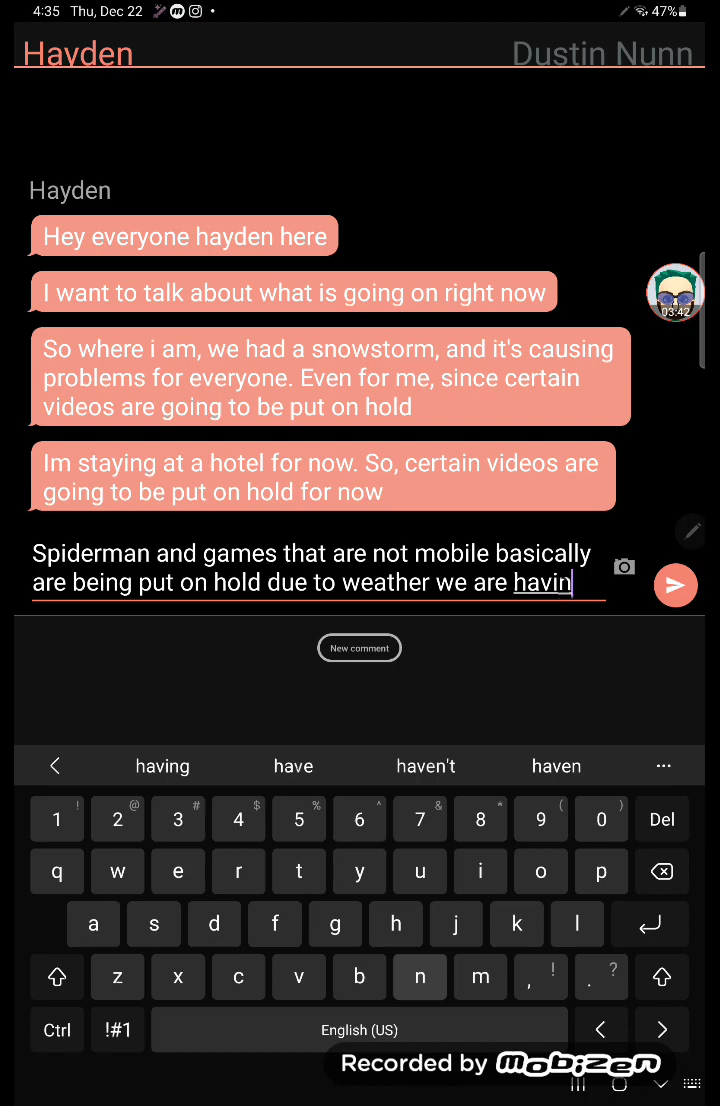 4:35 Thu, Dec 22 47%
Hayden Dustin Nunn
Hayden
Hey everyone hayden here
I want to talk about what is going on right now
03:42
So where i am, we had a snowstorm, and it's causing
problems for everyone. Even for me, since certain
videos are going to be put on hold
Im staying at a hotel for now. So, certain videos are
going to be put on hold for now
Spiderman and games that are not mobile basically
are being put on hold due to weather we are havin
New comment
having have haven't haven ...
! @ # $ % ^ & * ( )
1 2 3 4 5 6 7 8 9 0 Del
q w e r t y u i o p
a s d f g h j k l
z x c v b n m , ! . ?
Ctrl !#1 English (US) < >
Recorded by mobizen